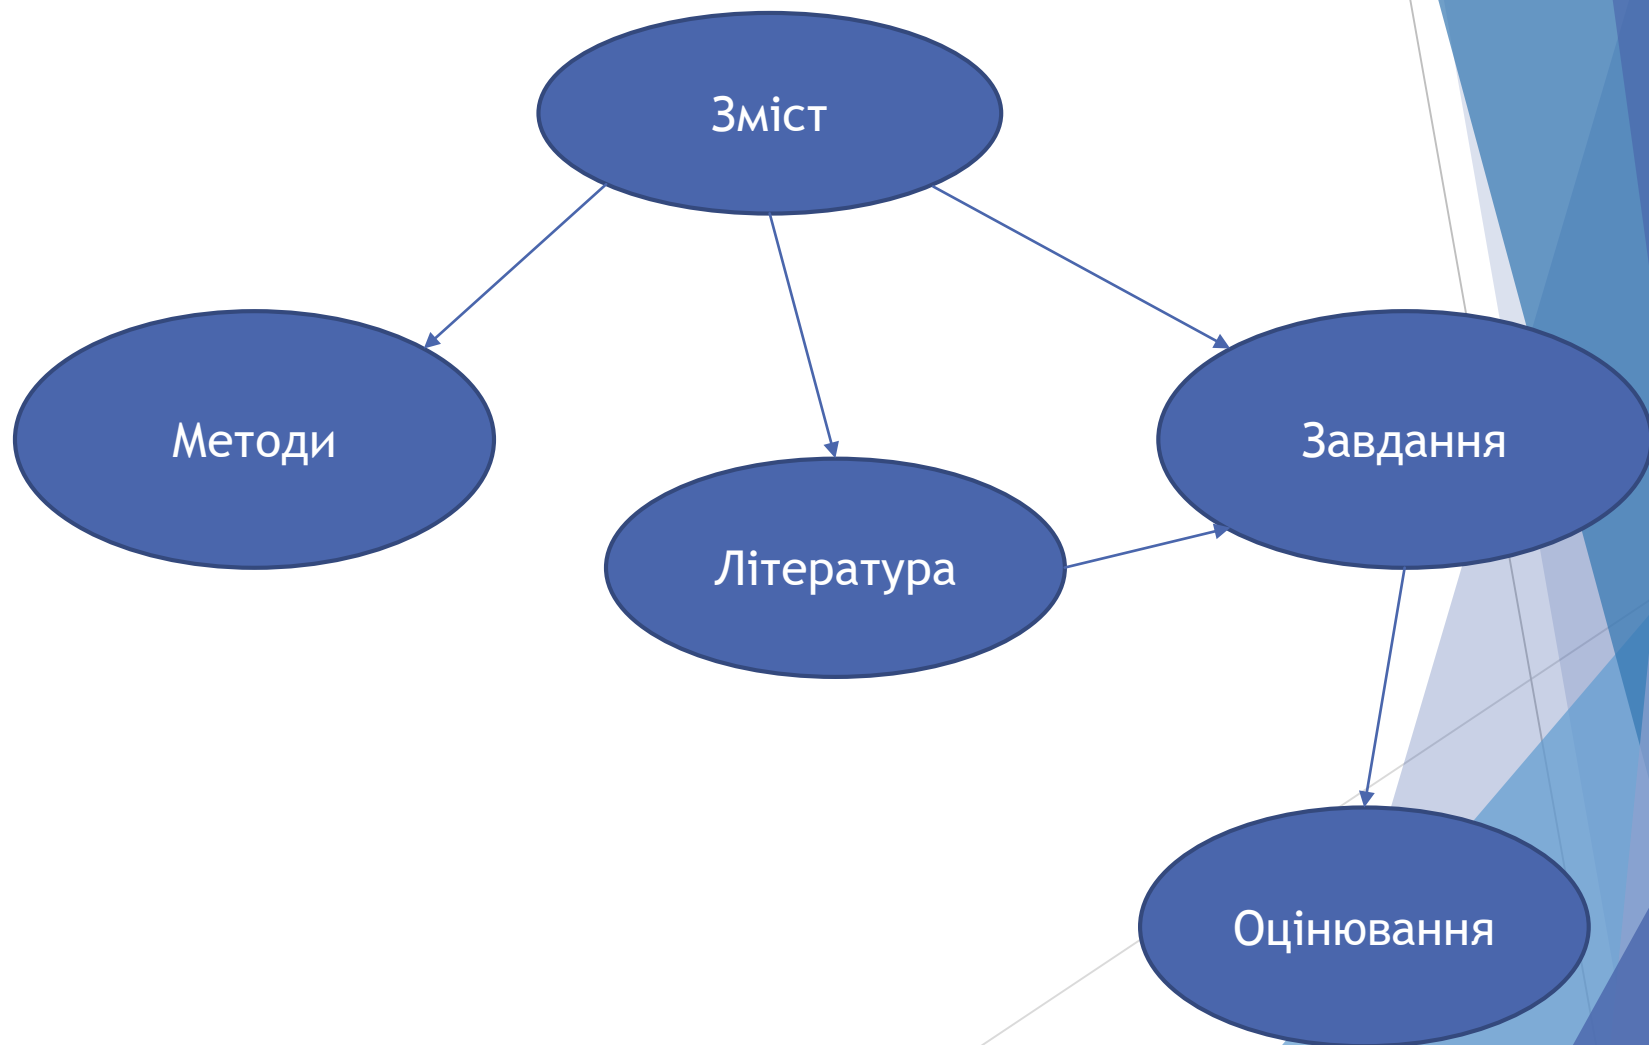 Зміст
Методи
Завдання
Література
Оцінювання